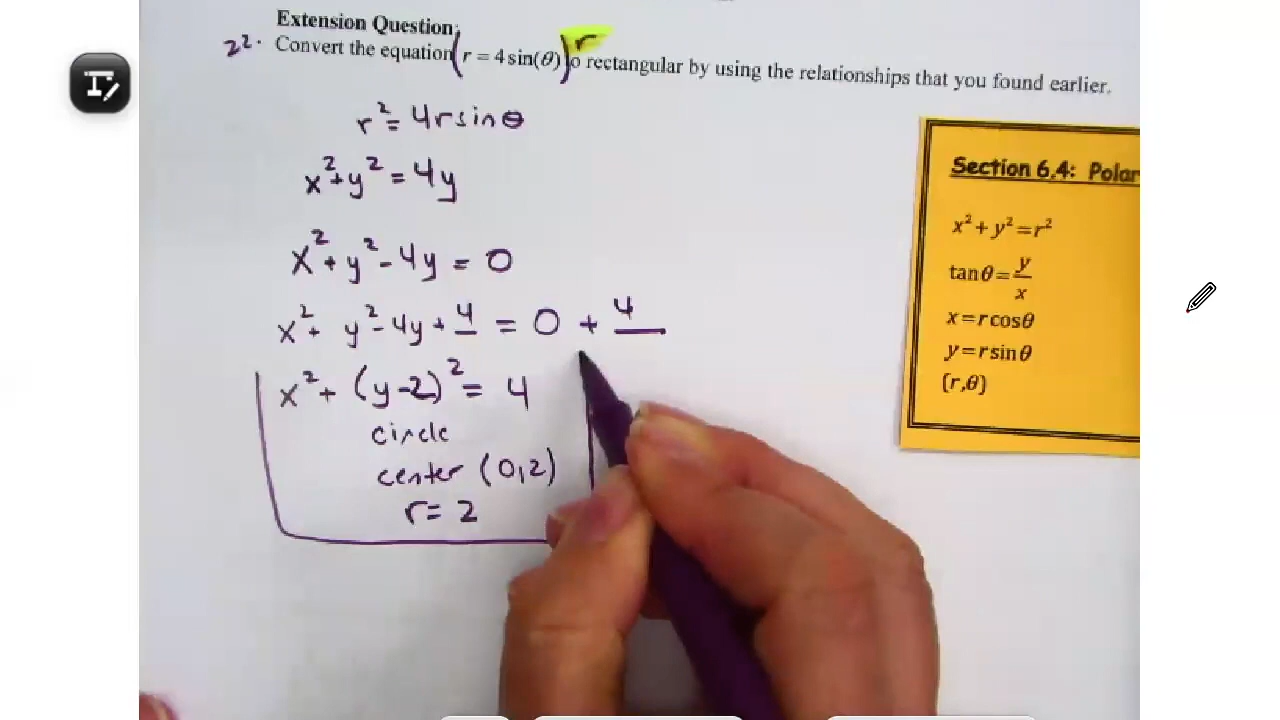 Extension Question:
22. Convert the equation (r = 4 sin(θ)) r o rectangular by using the relationships that you found earlier.
r² = 4r sin θ
x² + y² = 4y
x² + y² - 4y = 0
x² + y² - 4y + 4 = 0 + 4
x² + (y-2)² = 4
circle
center (0,2)
r = 2
Section 6.4: Polar
x² + y² = r²
tan θ = y/x
x = r cos θ
y = r sin θ
(r,θ)